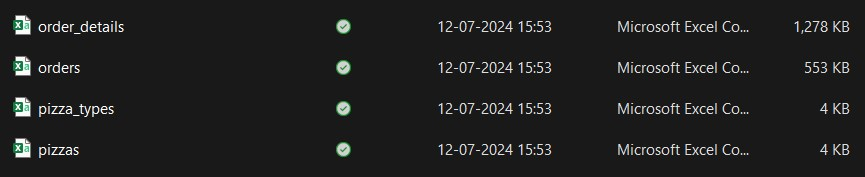 order_details 12-07-2024 15:53 Microsoft Excel Co... 1,278 KB
orders 12-07-2024 15:53 Microsoft Excel Co... 553 KB
pizza_types 12-07-2024 15:53 Microsoft Excel Co... 4 KB
pizzas 12-07-2024 15:53 Microsoft Excel Co... 4 KB